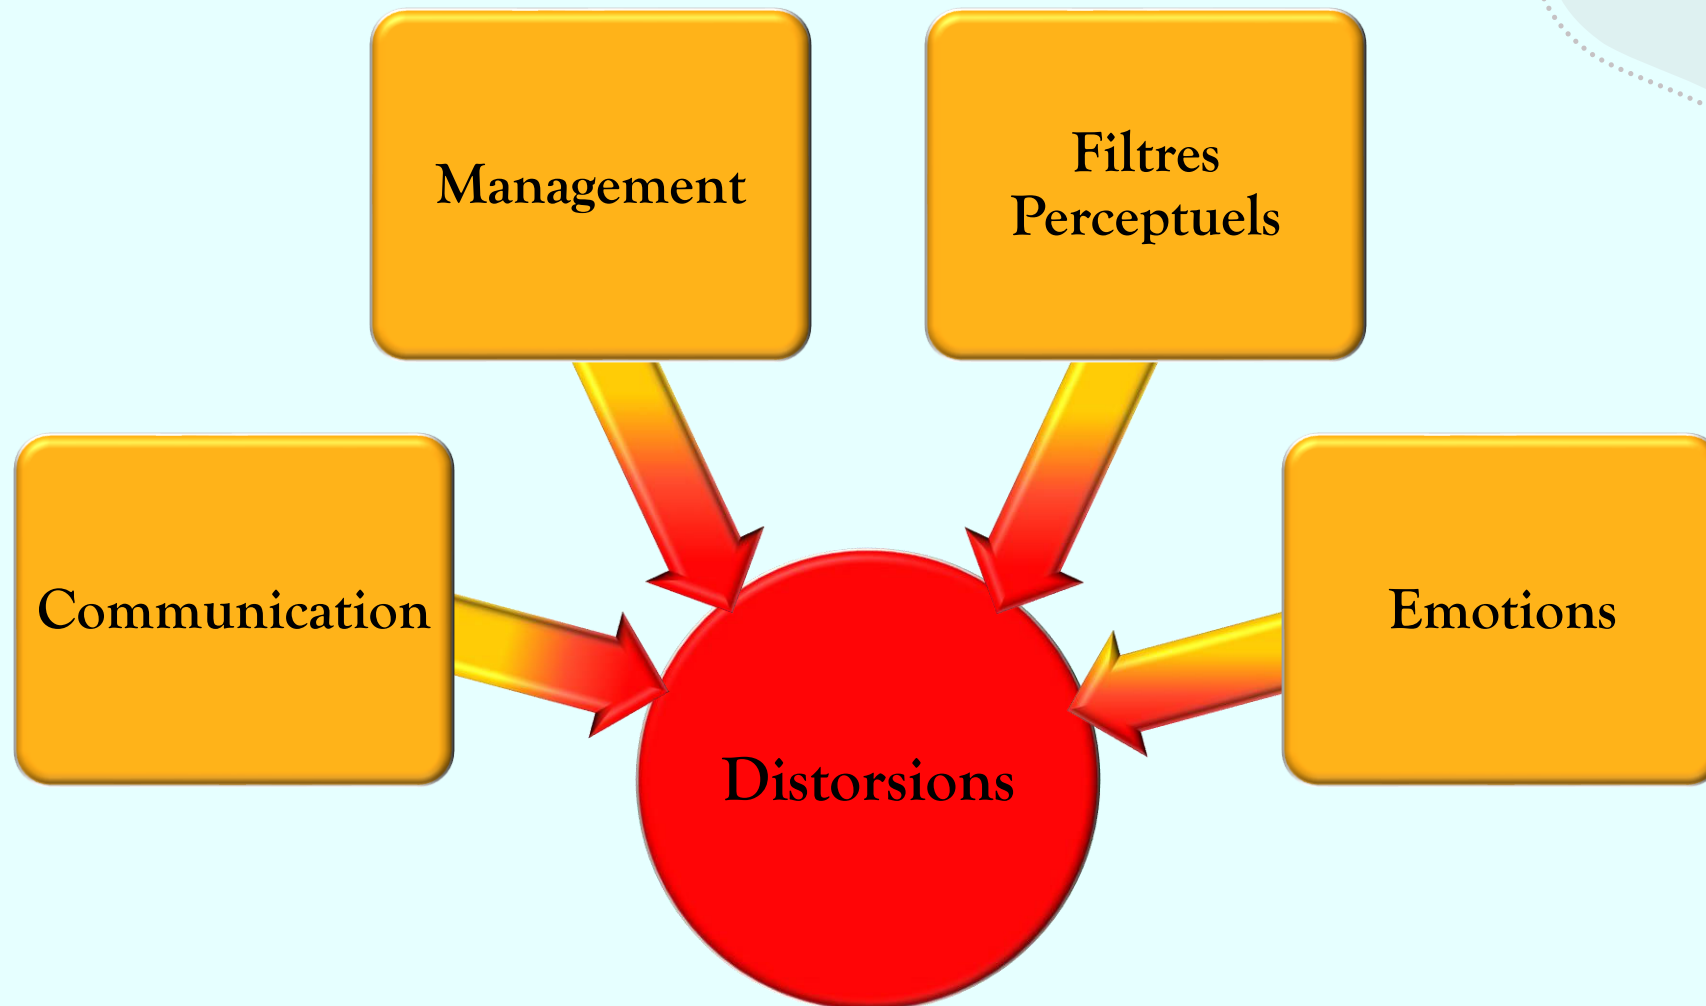 Management
Filtres
Perceptuels
Communication
Emotions
Distorsions